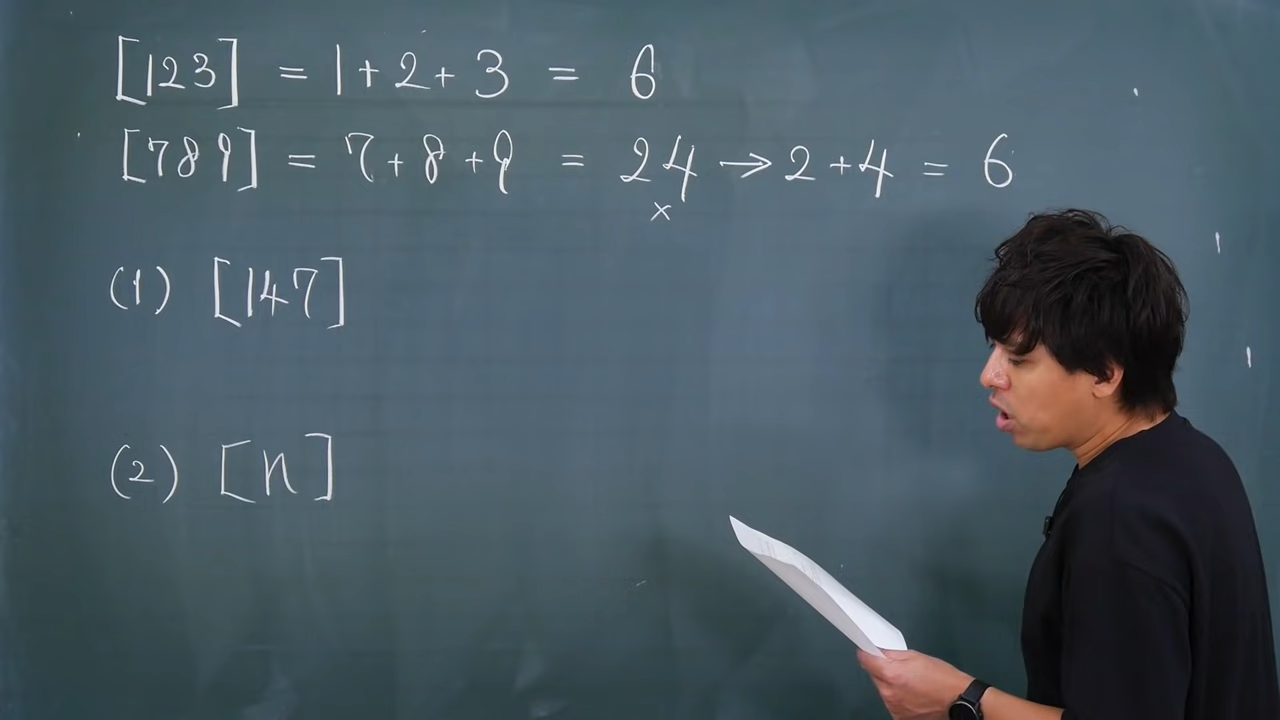 [123] = 1+2+3 = 6
[789] = 7+8+9 = 24 → 2+4 = 6
×
(1) [147]
(2) [n]